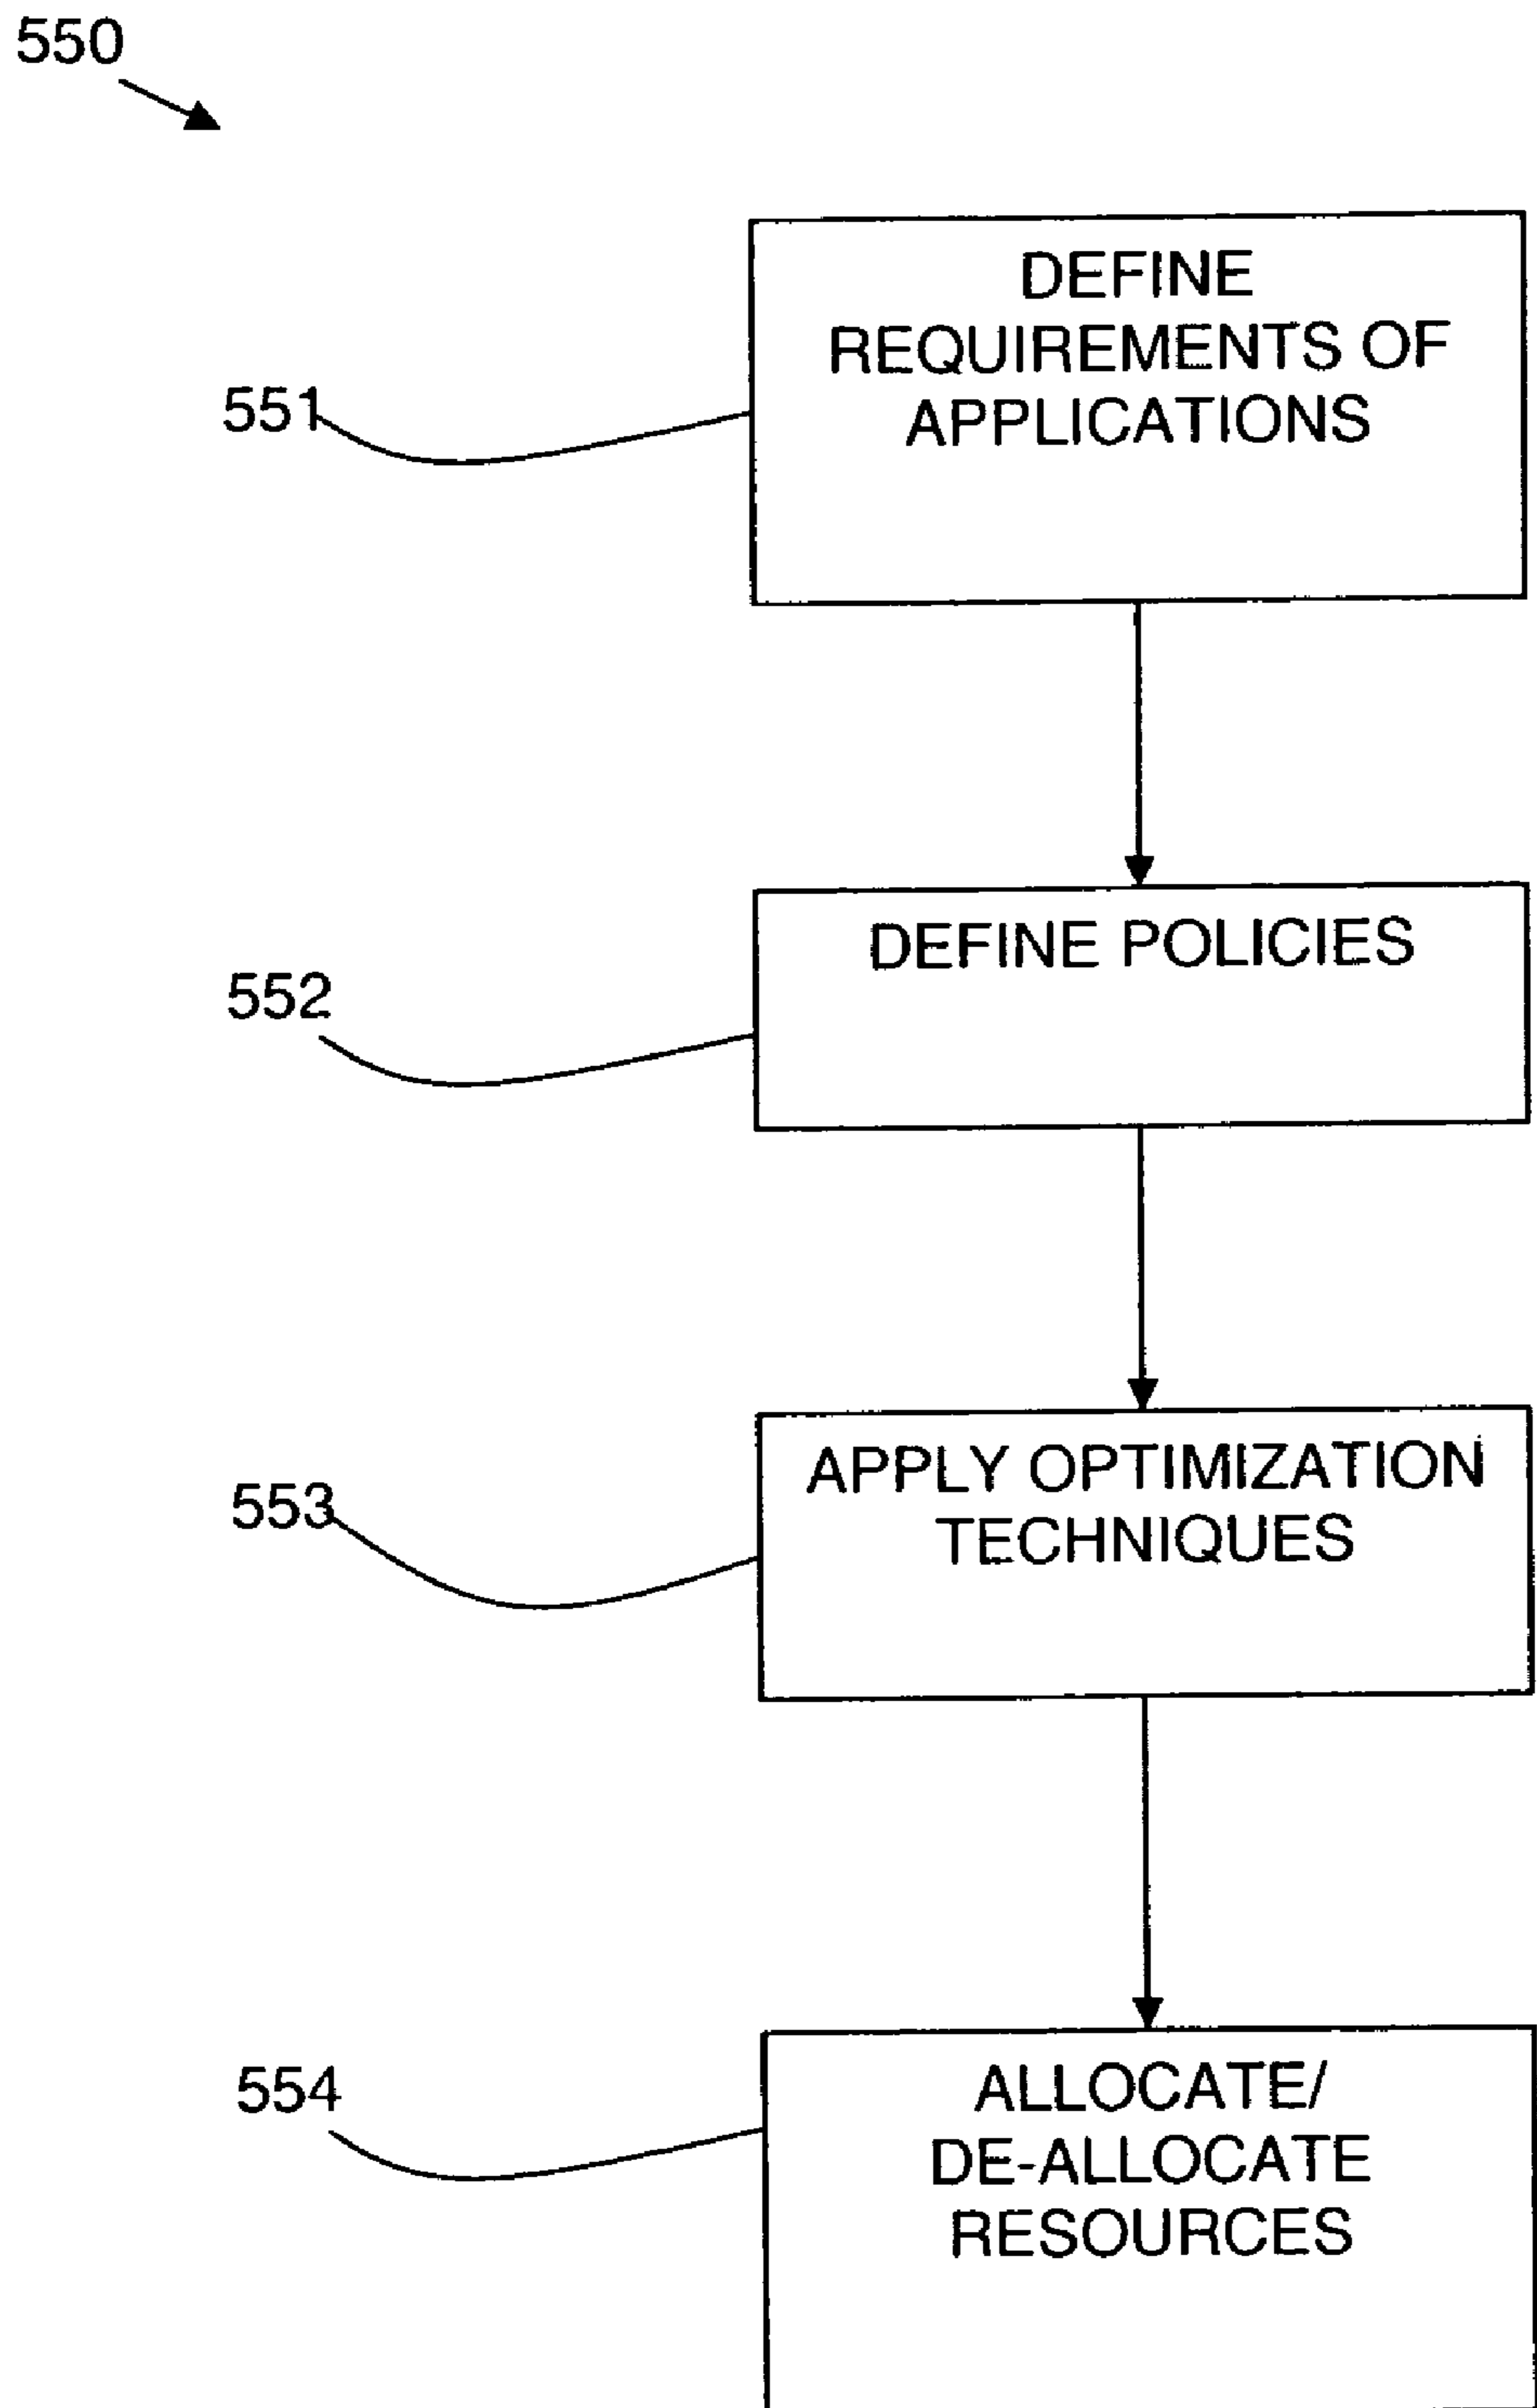 550
DEFINE
REQUIREMENTS OF
APPLICATIONS
551
DEFINE POLICIES
552
APPLY OPTIMIZATION
TECHNIQUES
553
ALLOCATE/
DE-ALLOCATE
RESOURCES
554